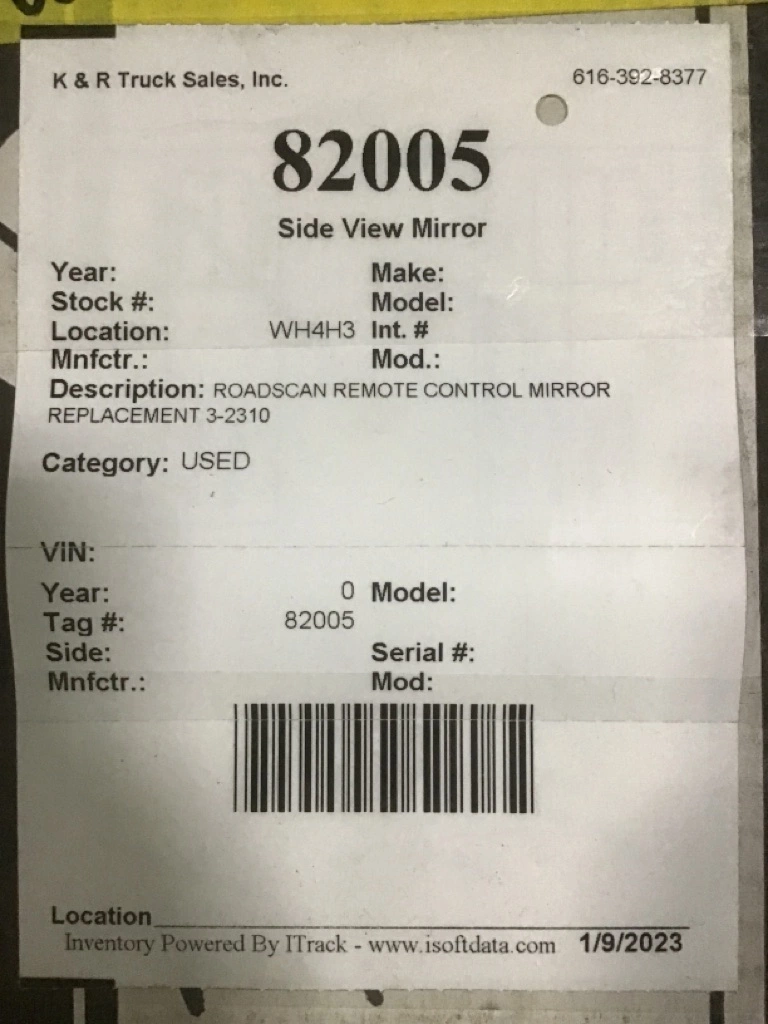 K & R Truck Sales, Inc. 616-392-8377
82005
Side View Mirror
Year: Make:
Stock #: Model:
Location: WH4H3 Int. #
Mnfctr.: Mod.:
Description: ROADSCAN REMOTE CONTROL MIRROR
REPLACEMENT 3-2310
Category: USED
VIN:
Year: 0 Model:
Tag #: 82005
Side: Serial #:
Mnfctr.: Mod:
Location
Inventory Powered By ITrack - www.isoftdata.com 1/9/2023